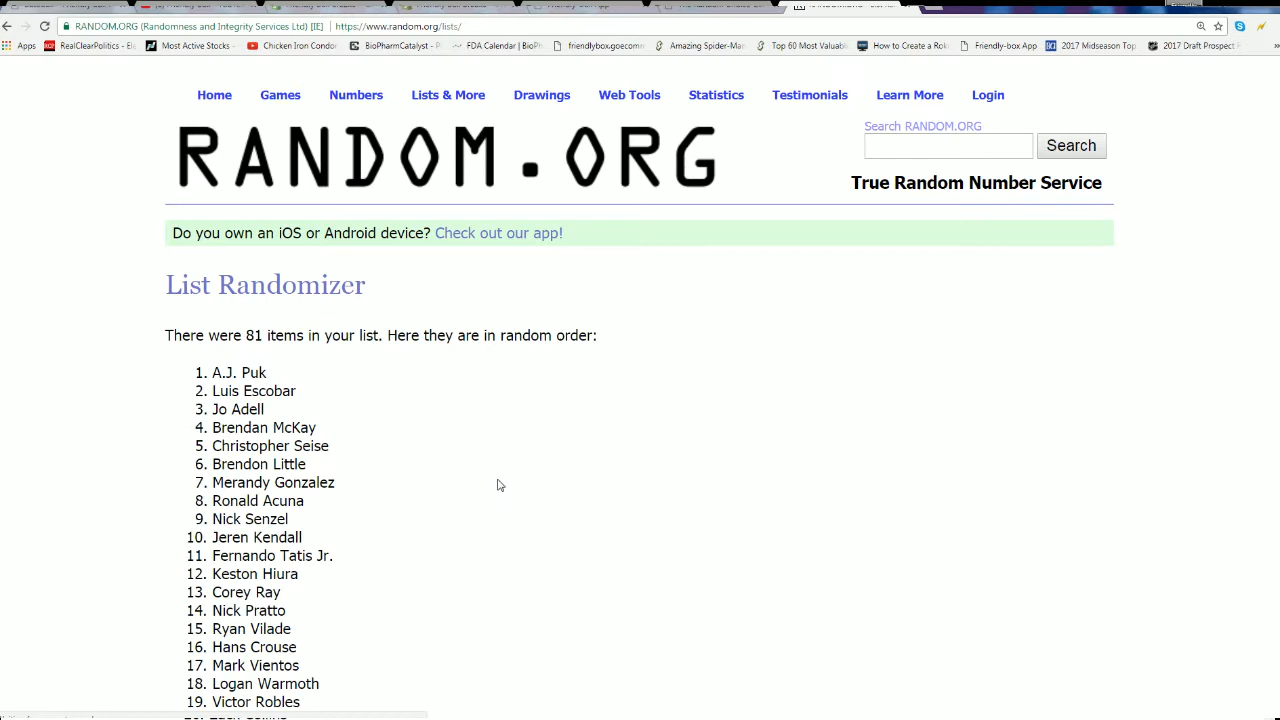 RANDOM.ORG (Randomness and Integrity Services Ltd) [IE] https://www.random.org/lists/
Apps RealClearPolitics - Ele Most Active Stocks - Chicken Iron Condor BioPharmCatalyst - P FDA Calendar | BioPh friendlybox.gocomm Amazing Spider-Man Top 60 Most Valuabl How to Create a Rok Friendly-box App 2017 Midseason Top 2017 Draft Prospect R
Home Games Numbers Lists & More Drawings Web Tools Statistics Testimonials Learn More Login
RANDOM.ORG
Search RANDOM.ORG
Search
True Random Number Service
Do you own an iOS or Android device? Check out our app!
List Randomizer
There were 81 items in your list. Here they are in random order:
1. A.J. Puk
2. Luis Escobar
3. Jo Adell
4. Brendan McKay
5. Christopher Seise
6. Brendon Little
7. Merandy Gonzalez
8. Ronald Acuna
9. Nick Senzel
10. Jeren Kendall
11. Fernando Tatis Jr.
12. Keston Hiura
13. Corey Ray
14. Nick Pratto
15. Ryan Vilade
16. Hans Crouse
17. Mark Vientos
18. Logan Warmoth
19. Victor Robles